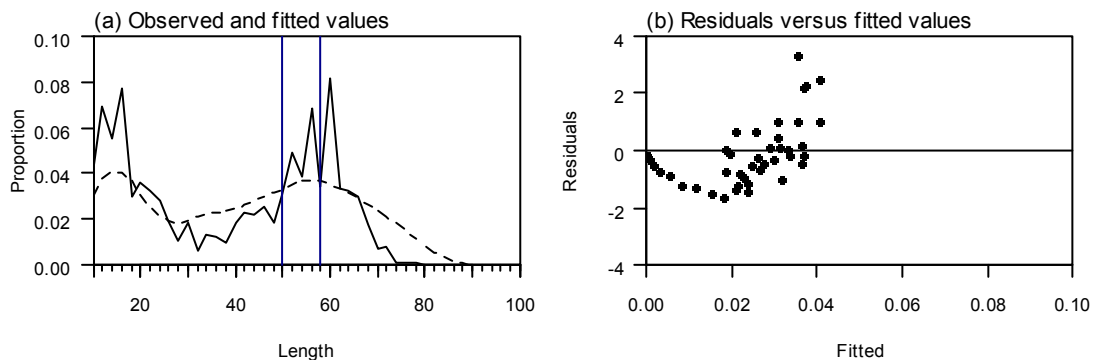 (a) Observed and fitted values
0.10
0.08
0.06
0.04
0.02
0.00
Proportion
20 40 60 80 100
Length
(b) Residuals versus fitted values
4
2
0
-2
-4
Residuals
0.00 0.02 0.04 0.06 0.08 0.10
Fitted